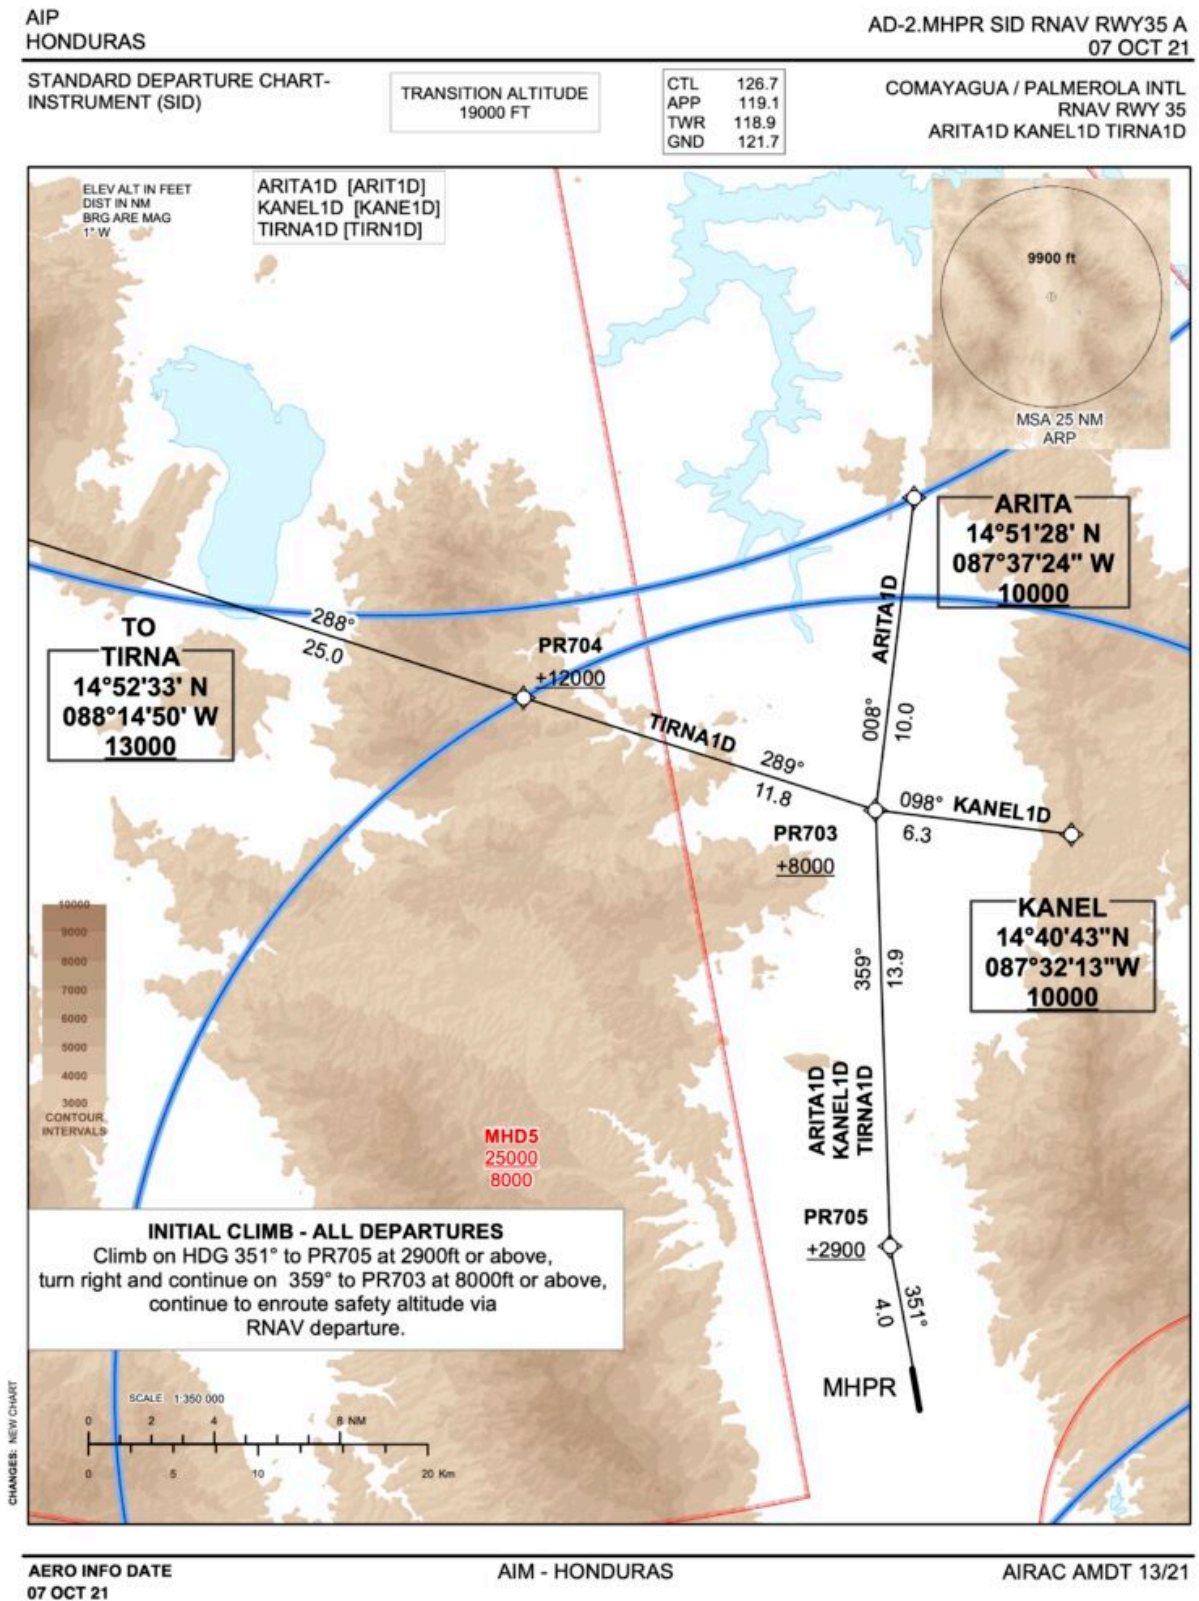 AIP
HONDURAS
AD-2.MHPR SID RNAV RWY35 A
07 OCT 21
STANDARD DEPARTURE CHART-
INSTRUMENT (SID)
TRANSITION ALTITUDE
19000 FT
CTL 126.7
APP 119.1
TWR 118.9
GND 121.7
COMAYAGUA / PALMEROLA INTL
RNAV RWY 35
ARITA1D KANEL1D TIRNA1D
ELEV ALT IN FEET
DIST IN NM
BRG ARE MAG
1° W
ARITA1D [ARIT1D]
KANEL1D [KANE1D]
TIRNA1D [TIRN1D]
9900 ft
MSA 25 NM
ARP
ARITA
14°51'28' N
087°37'24" W
10000
ARITA1D
008°
10.0
288°
25.0
TO
TIRNA
14°52'33' N
088°14'50' W
13000
PR704
+12000
TIRNA1D
289°
11.8
098° KANEL1D
6.3
PR703
+8000
KANEL
14°40'43"N
087°32'13"W
10000
359°
13.9
10000
9000
8000
7000
6000
5000
4000
3000
CONTOUR
INTERVALS
ARITA1D
KANEL1D
TIRNA1D
MHD5
25000
8000
PR705
+2900
351°
4.0
MHPR
INITIAL CLIMB - ALL DEPARTURES
Climb on HDG 351° to PR705 at 2900ft or above,
turn right and continue on 359° to PR703 at 8000ft or above,
continue to enroute safety altitude via
RNAV departure.
SCALE 1:350 000
0 2 4 8 NM
0 5 10 20 Km
CHANGES: NEW CHART
AERO INFO DATE
07 OCT 21
AIM - HONDURAS
AIRAC AMDT 13/21